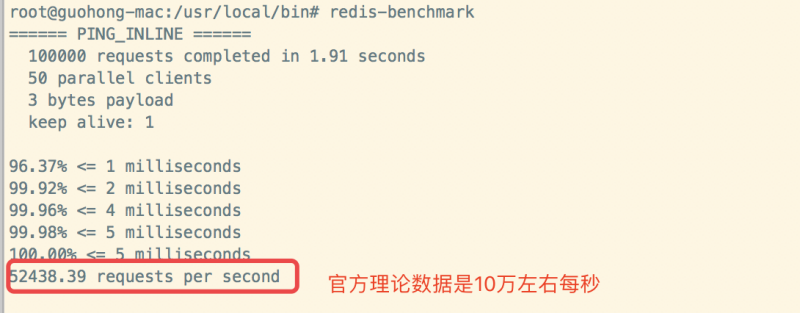 root@guohong-mac:/usr/local/bin# redis-benchmark
====== PING_INLINE ======
100000 requests completed in 1.91 seconds
50 parallel clients
3 bytes payload
keep alive: 1
96.37% <= 1 milliseconds
99.92% <= 2 milliseconds
99.96% <= 4 milliseconds
99.98% <= 5 milliseconds
100.00% <= 5 milliseconds
52438.39 requests per second
官方理论数据是10万左右每秒